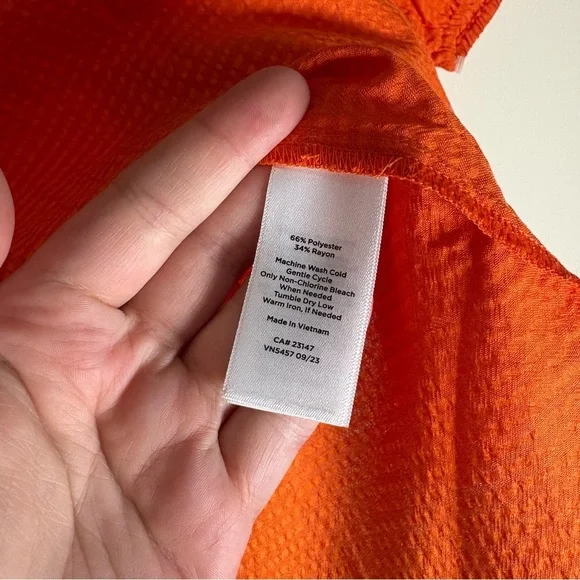 66% Polyester
34% Rayon
Machine Wash Cold
Gentle Cycle
Only Non-Chlorine Bleach
When Needed
Tumble Dry Low
Warm Iron, If Needed
Made In Vietnam
CA# 23147
VN5457 09/23